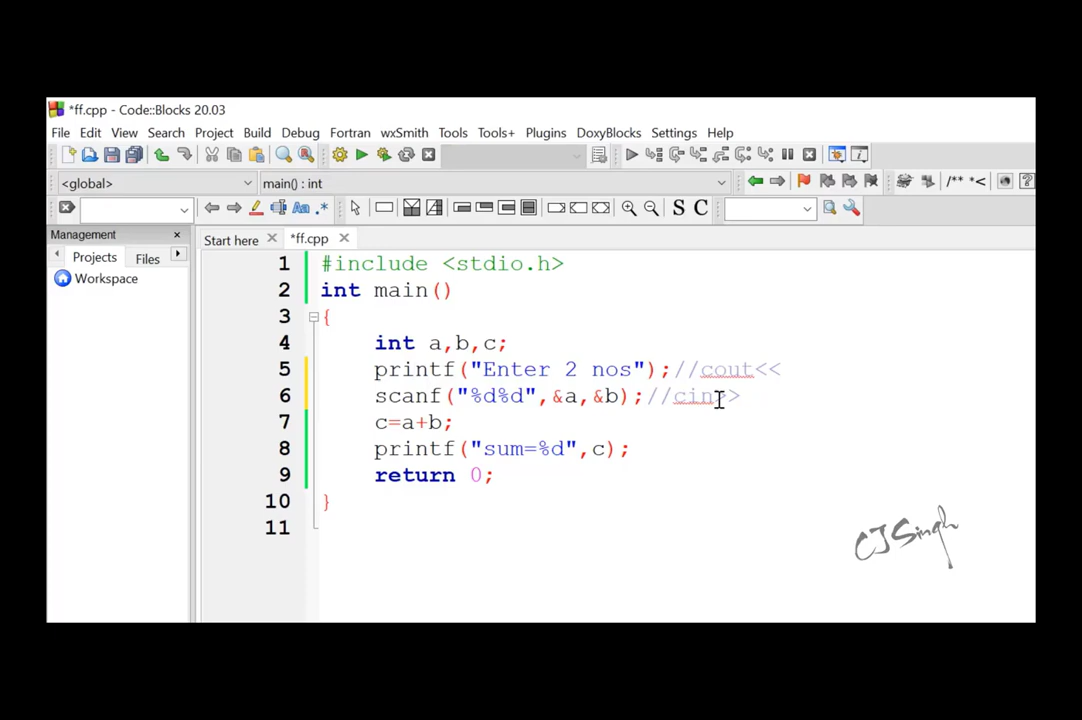 *ff.cpp - Code::Blocks 20.03
File Edit View Search Project Build Debug Fortran wxSmith Tools Tools+ Plugins DoxyBlocks Settings Help
<global> main() : int /** *<
Aa .* S C
Management
Projects Files
Workspace
Start here *ff.cpp
1 #include <stdio.h>
2 int main()
3 {
4 int a,b,c;
5 printf("Enter 2 nos");//cout<<
6 scanf("%d%d",&a,&b);//cin>>
7 c=a+b;
8 printf("sum=%d",c);
9 return 0;
10 }
11
CJSingh